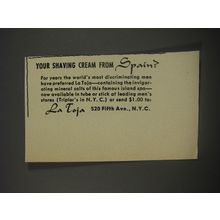 YOUR SHAVING CREAM FROM Spain?
For years the world's most discriminating men
have preferred La Toja—containing the invigor-
ating mineral salts of this famous island spa—
now available in tube or stick at leading men's
stores (Tripler's in N.Y.C.) or send $1.00 to:
La Toja 520 Fifth Ave., N.Y.C.